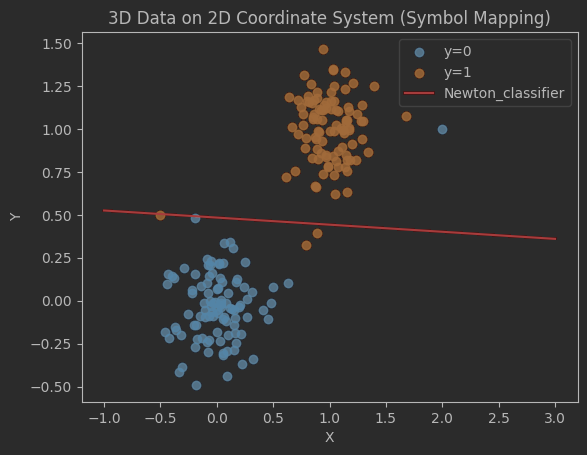 3D Data on 2D Coordinate System (Symbol Mapping)
y=0
y=1
Newton_classifier
Y
1.50
1.25
1.00
0.75
0.50
0.25
0.00
−0.25
−0.50
−1.0 −0.5 0.0 0.5 1.0 1.5 2.0 2.5 3.0
X